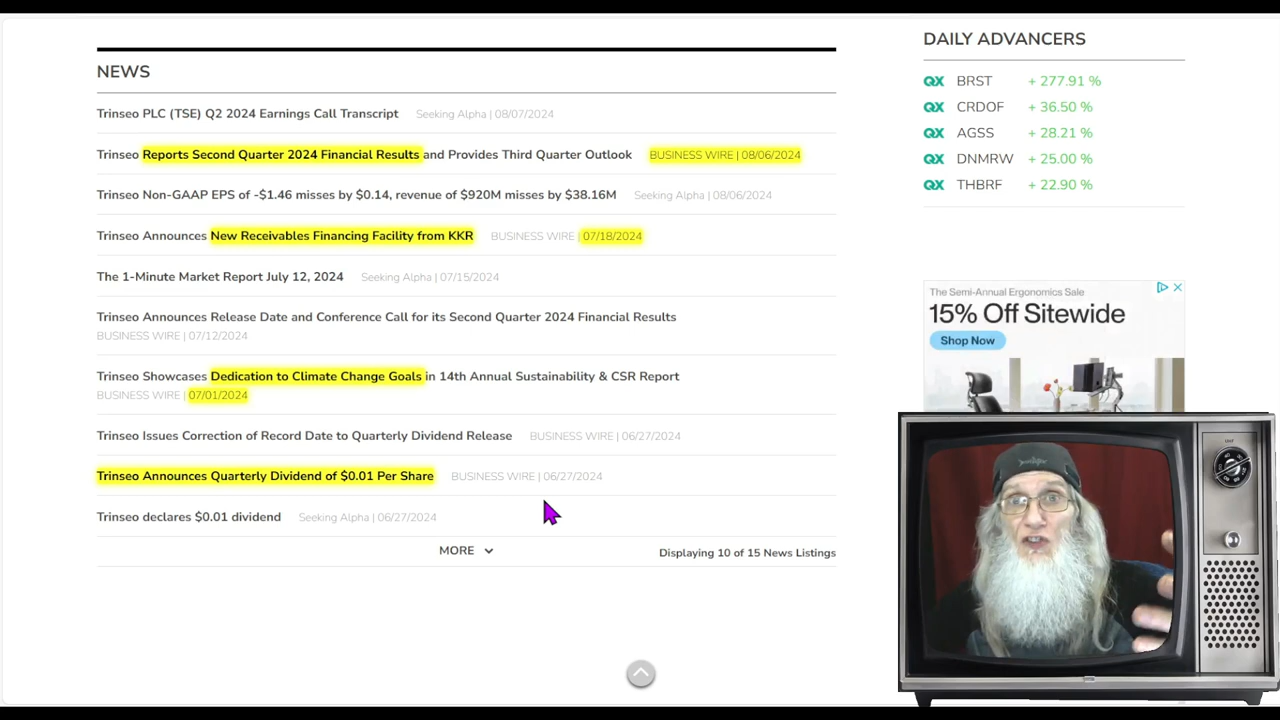 NEWS
Trinseo PLC (TSE) Q2 2024 Earnings Call Transcript Seeking Alpha | 08/07/2024
Trinseo Reports Second Quarter 2024 Financial Results and Provides Third Quarter Outlook BUSINESS WIRE | 08/06/2024
Trinseo Non-GAAP EPS of -$1.46 misses by $0.14, revenue of $920M misses by $38.16M Seeking Alpha | 08/06/2024
Trinseo Announces New Receivables Financing Facility from KKR BUSINESS WIRE | 07/18/2024
The 1-Minute Market Report July 12, 2024 Seeking Alpha | 07/15/2024
Trinseo Announces Release Date and Conference Call for its Second Quarter 2024 Financial Results
BUSINESS WIRE | 07/12/2024
Trinseo Showcases Dedication to Climate Change Goals in 14th Annual Sustainability & CSR Report
BUSINESS WIRE | 07/01/2024
Trinseo Issues Correction of Record Date to Quarterly Dividend Release BUSINESS WIRE | 06/27/2024
Trinseo Announces Quarterly Dividend of $0.01 Per Share BUSINESS WIRE | 06/27/2024
Trinseo declares $0.01 dividend Seeking Alpha | 06/27/2024
MORE
Displaying 10 of 15 News Listings
DAILY ADVANCERS
QX BRST + 277.91 %
QX CRDOF + 36.50 %
QX AGSS + 28.21 %
QX DNMRW + 25.00 %
QX THBRF + 22.90 %
The Semi-Annual Ergonomics Sale
15% Off Sitewide
Shop Now